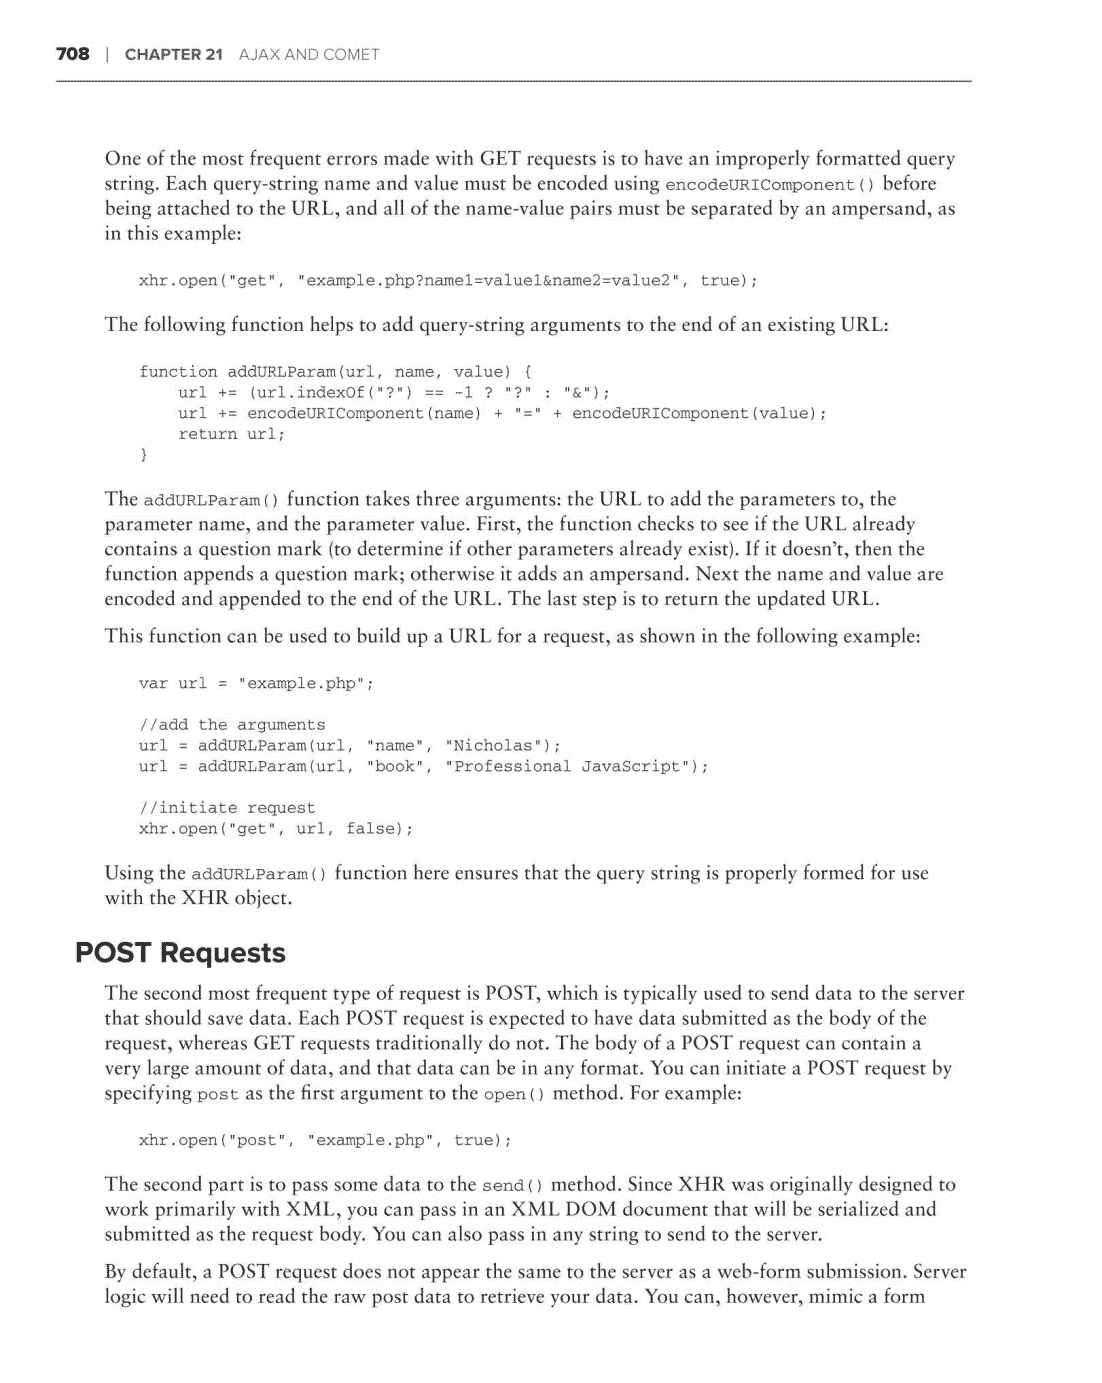 708 | CHAPTER 21 AJAX AND COMET
One of the most frequent errors made with GET requests is to have an improperly formatted query
string. Each query-string name and value must be encoded using encodeURIComponent() before
being attached to the URL, and all of the name-value pairs must be separated by an ampersand, as
in this example:
xhr.open("get", "example.php?name1=value1&name2=value2", true);
The following function helps to add query-string arguments to the end of an existing URL:
function addURLParam(url, name, value) {
    url += (url.indexOf("?") == -1 ? "?" : "&");
    url += encodeURIComponent(name) + "=" + encodeURIComponent(value);
    return url;
}
The addURLParam() function takes three arguments: the URL to add the parameters to, the
parameter name, and the parameter value. First, the function checks to see if the URL already
contains a question mark (to determine if other parameters already exist). If it doesn’t, then the
function appends a question mark; otherwise it adds an ampersand. Next the name and value are
encoded and appended to the end of the URL. The last step is to return the updated URL.
This function can be used to build up a URL for a request, as shown in the following example:
var url = "example.php";
//add the arguments
url = addURLParam(url, "name", "Nicholas");
url = addURLParam(url, "book", "Professional JavaScript");
//initiate request
xhr.open("get", url, false);
Using the addURLParam() function here ensures that the query string is properly formed for use
with the XHR object.
POST Requests
The second most frequent type of request is POST, which is typically used to send data to the server
that should save data. Each POST request is expected to have data submitted as the body of the
request, whereas GET requests traditionally do not. The body of a POST request can contain a
very large amount of data, and that data can be in any format. You can initiate a POST request by
specifying post as the first argument to the open() method. For example:
xhr.open("post", "example.php", true);
The second part is to pass some data to the send() method. Since XHR was originally designed to
work primarily with XML, you can pass in an XML DOM document that will be serialized and
submitted as the request body. You can also pass in any string to send to the server.
By default, a POST request does not appear the same to the server as a web-form submission. Server
logic will need to read the raw post data to retrieve your data. You can, however, mimic a form